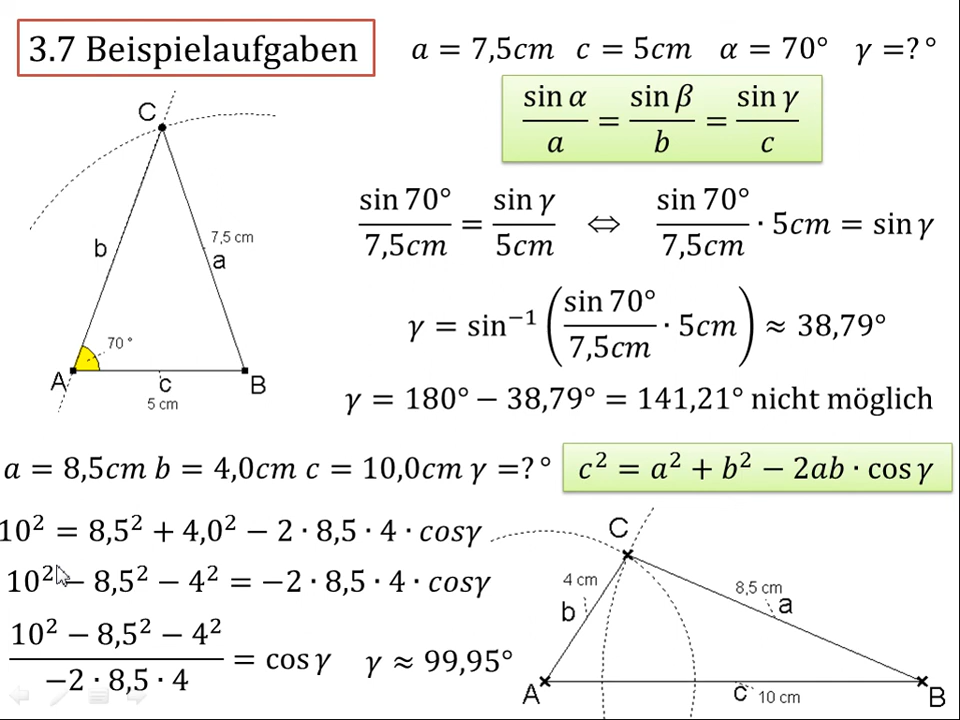 3.7 Beispielaufgaben
a = 7,5cm c = 5cm α = 70° γ =? °
sin α / a = sin β / b = sin γ / c
sin 70° / 7,5cm = sin γ / 5cm ⇔ sin 70° / 7,5cm · 5cm = sin γ
γ = sin⁻¹ (sin 70° / 7,5cm · 5cm) ≈ 38,79°
γ = 180° − 38,79° = 141,21° nicht möglich
C
b
7,5 cm
a
70 °
A
c
B
5 cm
a = 8,5cm b = 4,0cm c = 10,0cm γ =? °
c² = a² + b² − 2ab · cos γ
10² = 8,5² + 4,0² − 2 · 8,5 · 4 · cosγ
10² − 8,5² − 4² = −2 · 8,5 · 4 · cosγ
10² − 8,5² − 4² / −2 · 8,5 · 4 = cos γ γ ≈ 99,95°
C
4 cm
b
8,5 cm
a
A
c
10 cm
B